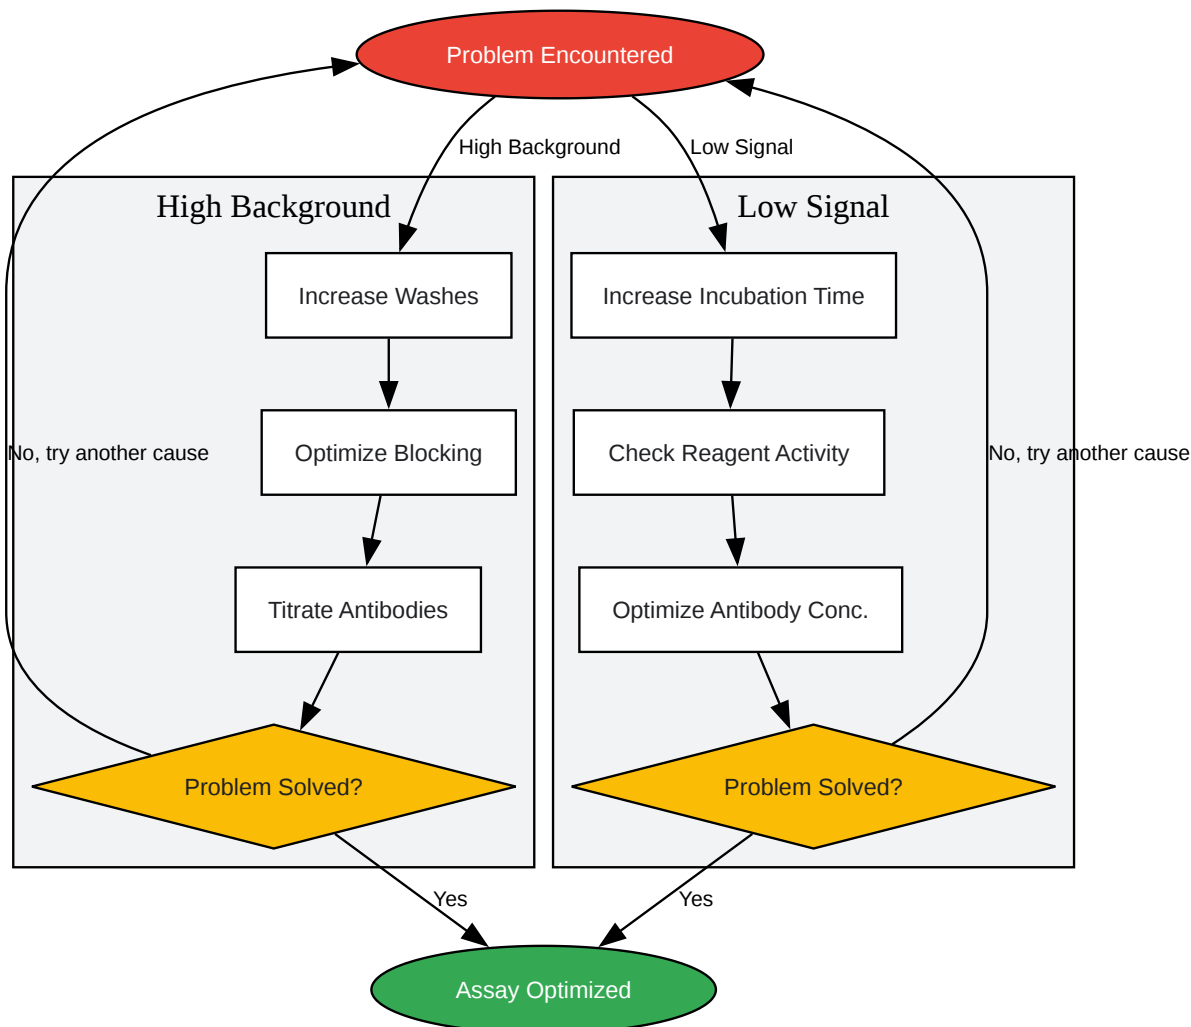 Problem Encountered
High Background
Low Signal
High Background
Low Signal
Increase Washes
Increase Incubation Time
Optimize Blocking
Check Reagent Activity
No, try another cause
No, try another cause
Titrate Antibodies
Optimize Antibody Conc.
Problem Solved?
Problem Solved?
Yes
Yes
Assay Optimized